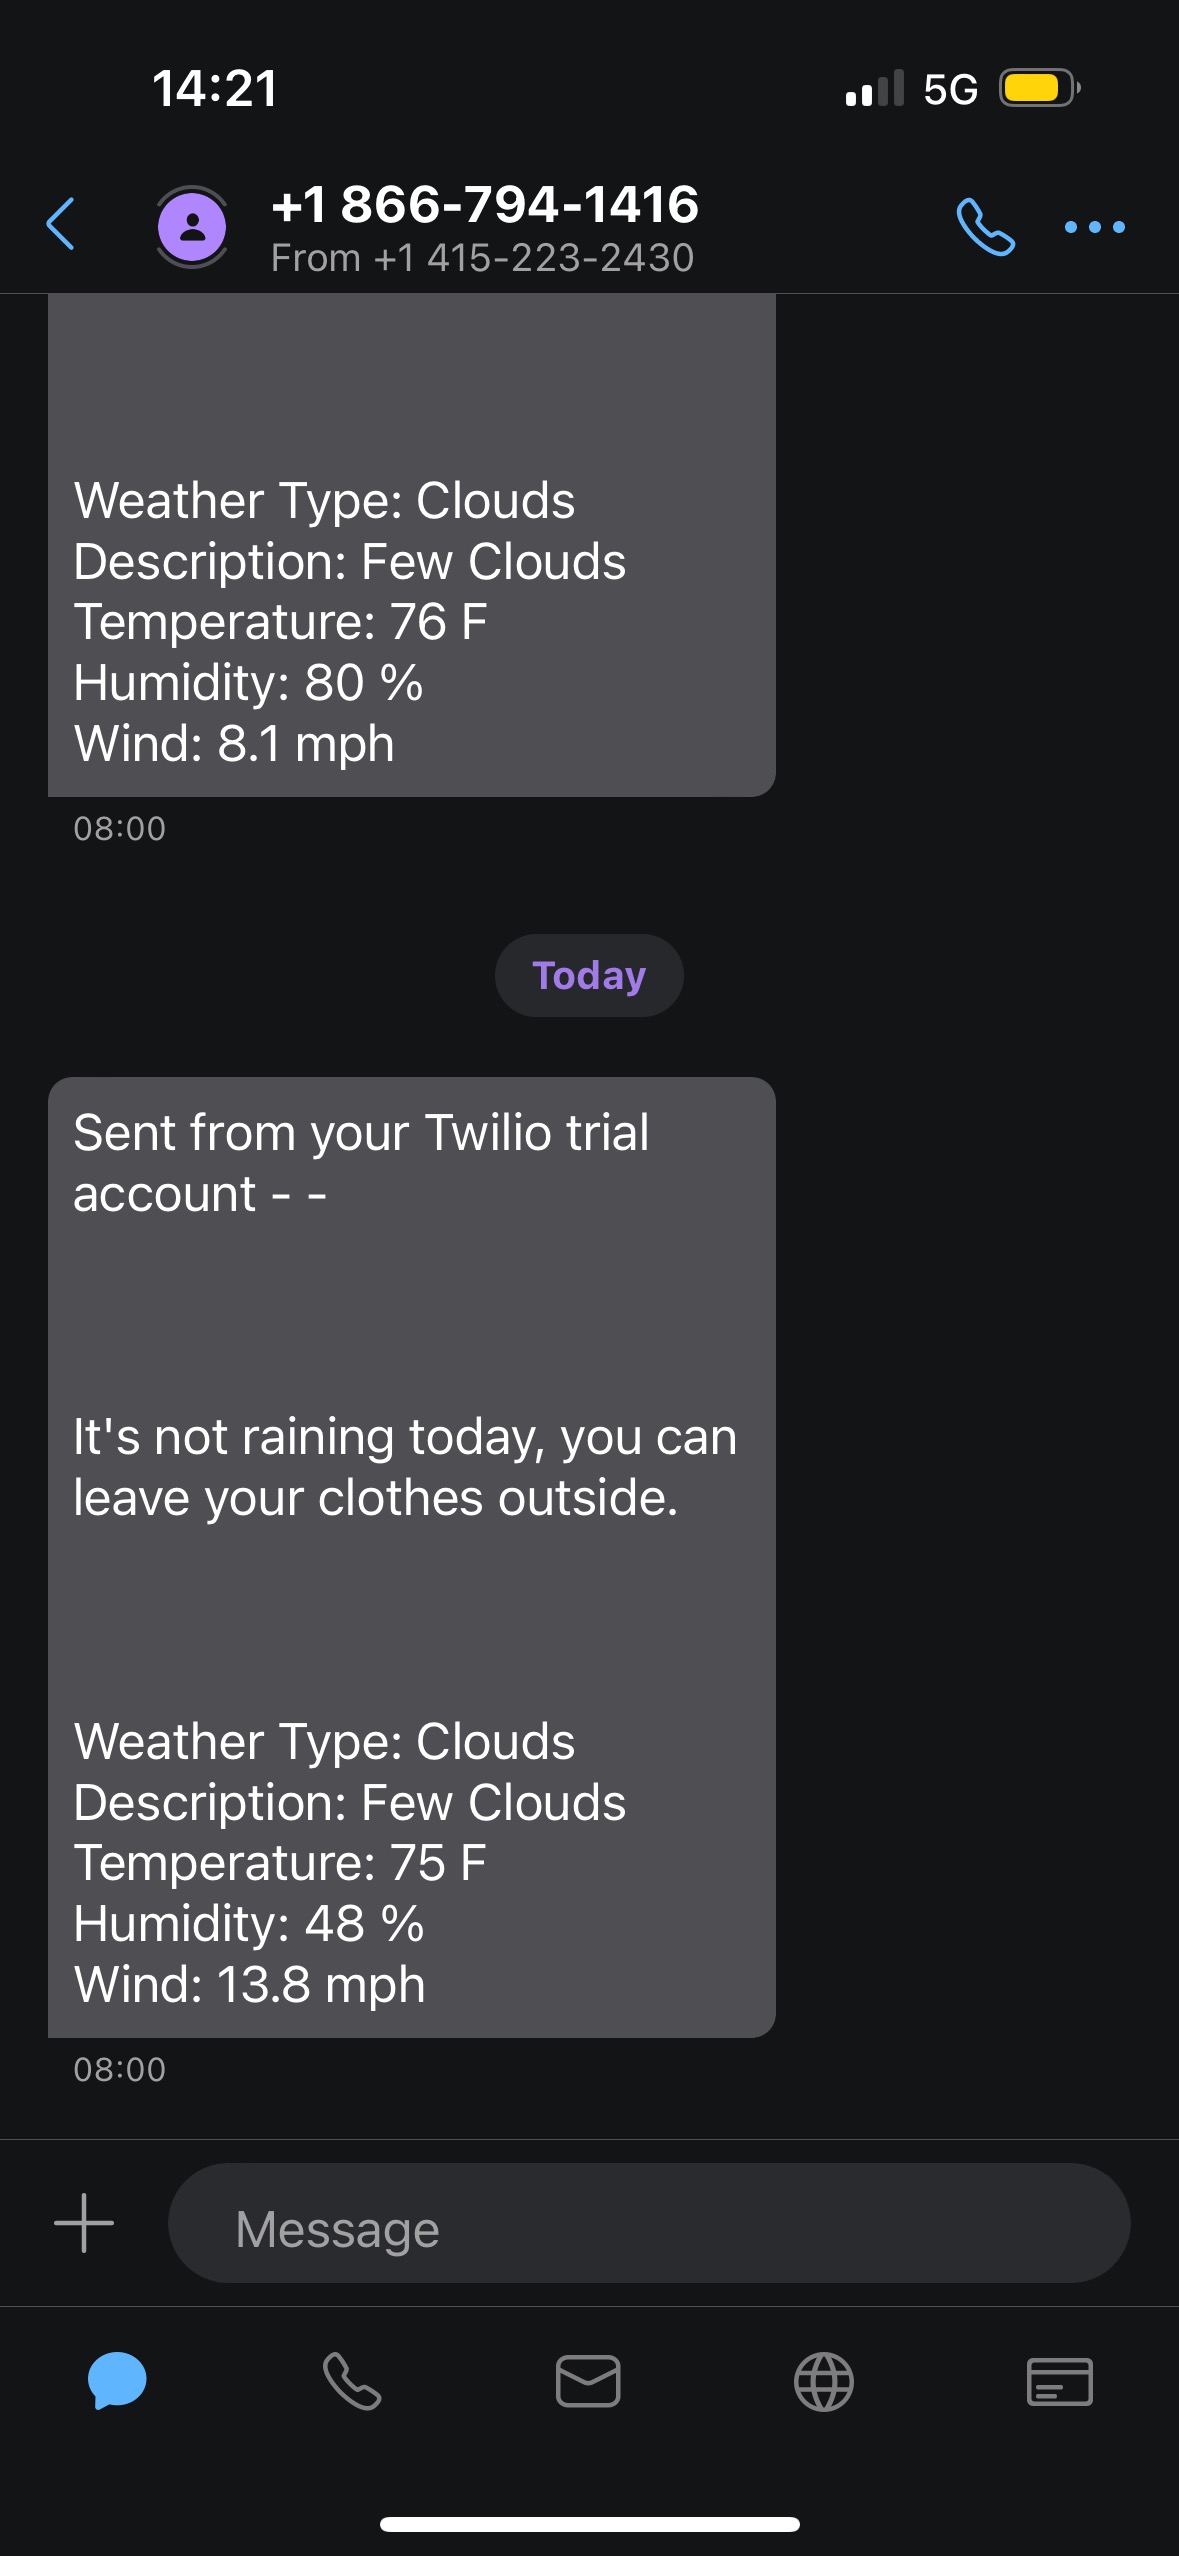 14:21
5G
+1 866-794-1416
From +1 415-223-2430
Weather Type: Clouds
Description: Few Clouds
Temperature: 76 F
Humidity: 80 %
Wind: 8.1 mph
08:00
Today
Sent from your Twilio trial
account - -
It's not raining today, you can
leave your clothes outside.
Weather Type: Clouds
Description: Few Clouds
Temperature: 75 F
Humidity: 48 %
Wind: 13.8 mph
08:00
Message